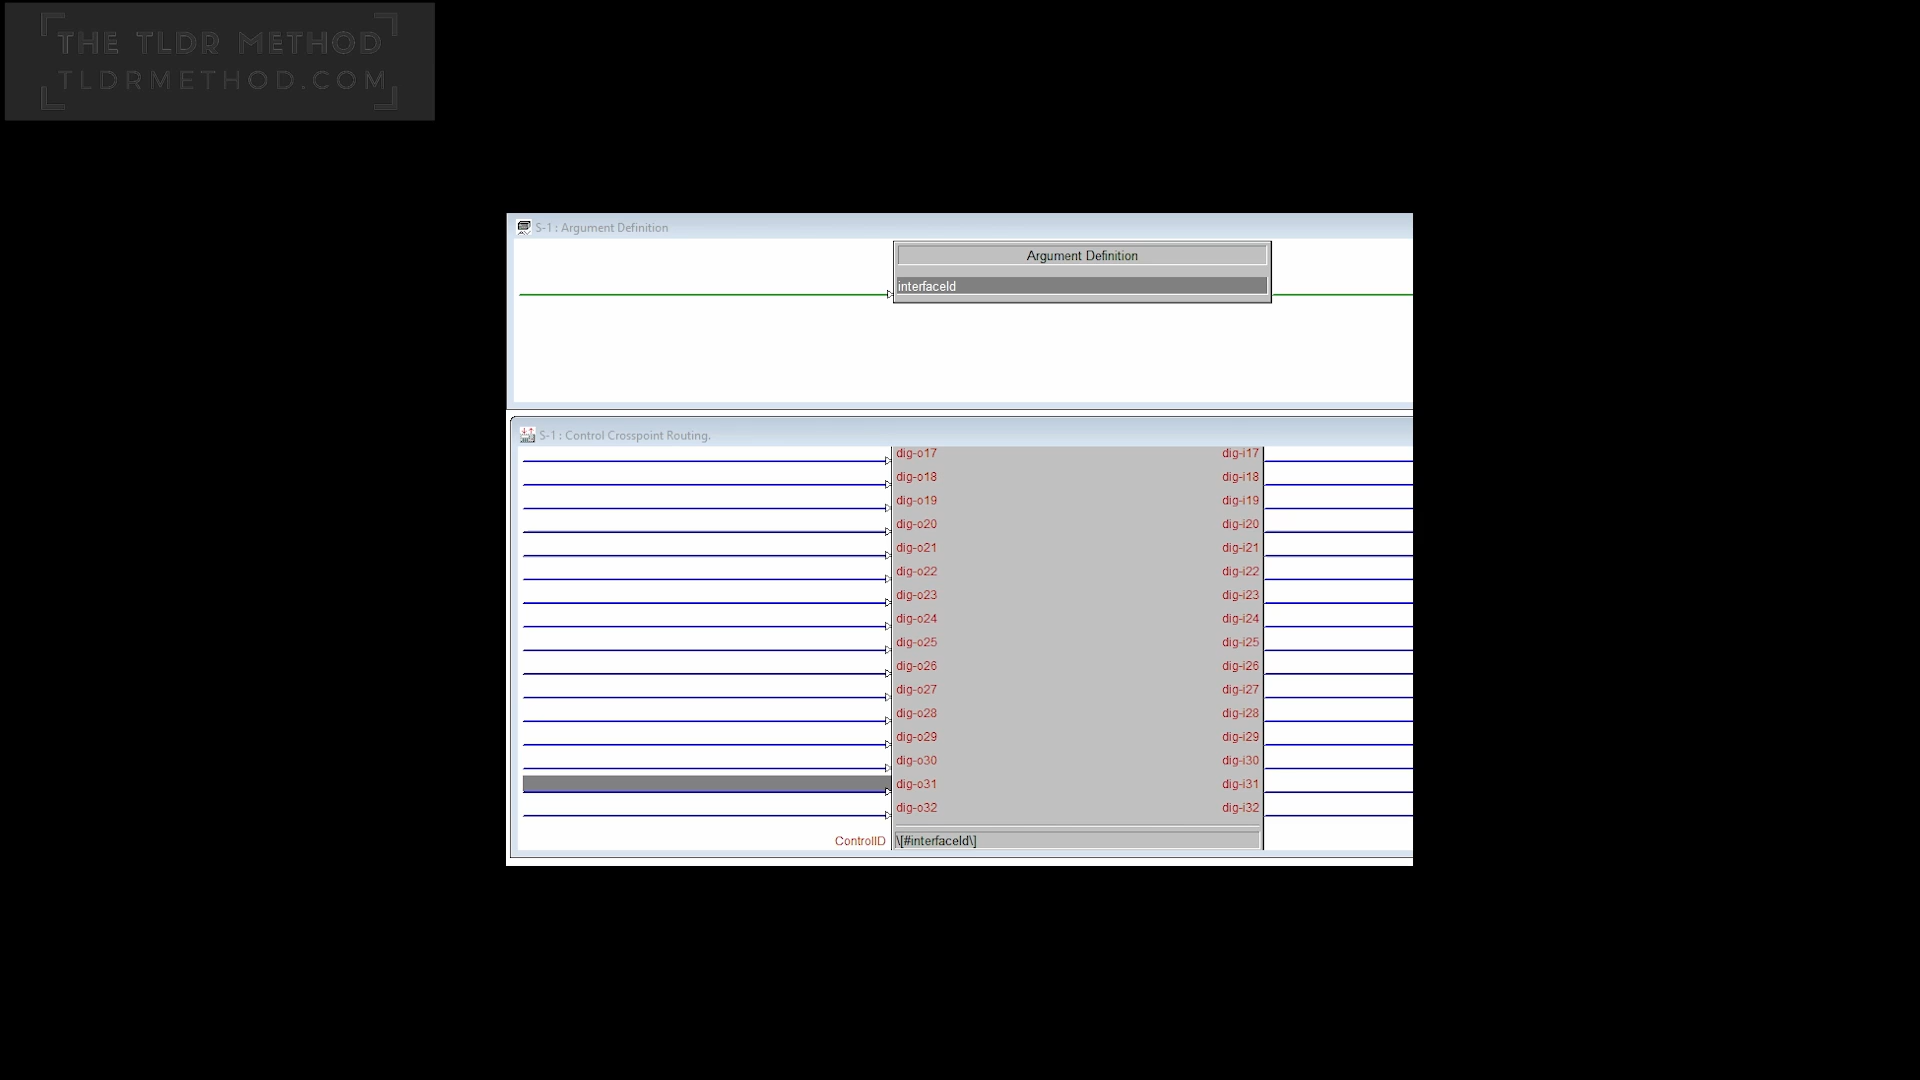 THE TLDR METHOD
TLDRMETHOD.COM
S-1 : Argument Definition
Argument Definition
interfaceId
S-1 : Control Crosspoint Routing.
dig-o17 dig-i17
dig-o18 dig-i18
dig-o19 dig-i19
dig-o20 dig-i20
dig-o21 dig-i21
dig-o22 dig-i22
dig-o23 dig-i23
dig-o24 dig-i24
dig-o25 dig-i25
dig-o26 dig-i26
dig-o27 dig-i27
dig-o28 dig-i28
dig-o29 dig-i29
dig-o30 dig-i30
dig-o31 dig-i31
dig-o32 dig-i32
ControlID \[#interfaceId\]